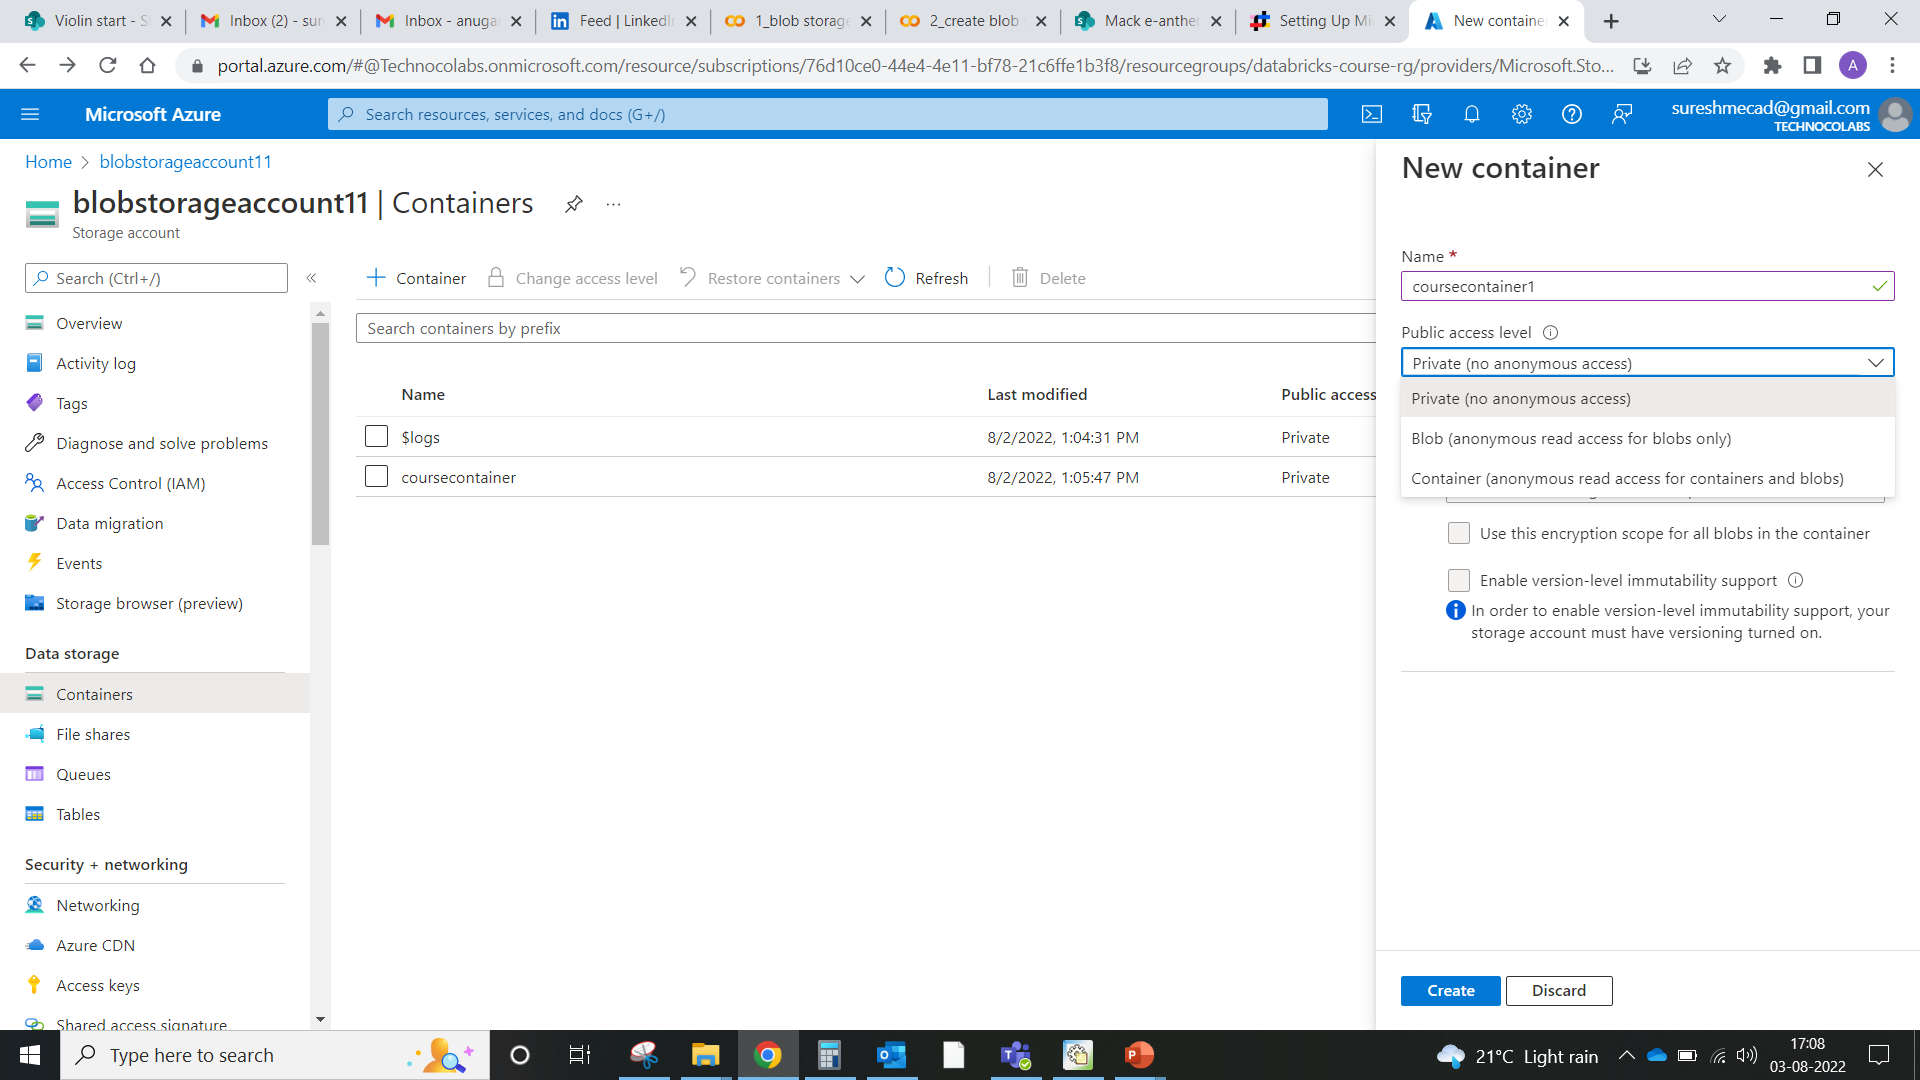 Violin start - S
Inbox (2) - sur
Inbox - anuga
Feed | LinkedIn
1_blob storage
2_create blob s
Mack e-anther
Setting Up Mi
New container
portal.azure.com/#@Technocolabs.onmicrosoft.com/resource/subscriptions/76d10ce0-44e4-4e11-bf78-21c6ffe1b3f8/resourcegroups/databricks-course-rg/providers/Microsoft.Sto...
A
Microsoft Azure
Search resources, services, and docs (G+/)
sureshmecad@gmail.com
TECHNOCOLABS
Home > blobstorageaccount11
blobstorageaccount11 | Containers
Storage account
Search (Ctrl+/)
Overview
Activity log
Tags
Diagnose and solve problems
Access Control (IAM)
Data migration
Events
Storage browser (preview)
Data storage
Containers
File shares
Queues
Tables
Security + networking
Networking
Azure CDN
Access keys
Shared access signature
Container
Change access level
Restore containers
Refresh
Delete
Search containers by prefix
Name Last modified Public access
$logs 8/2/2022, 1:04:31 PM Private
coursecontainer 8/2/2022, 1:05:47 PM Private
New container
Name *
coursecontainer1
Public access level
Private (no anonymous access)
Private (no anonymous access)
Blob (anonymous read access for blobs only)
Container (anonymous read access for containers and blobs)
Use this encryption scope for all blobs in the container
Enable version-level immutability support
In order to enable version-level immutability support, your
storage account must have versioning turned on.
Create
Discard
Type here to search
21°C Light rain
17:08
03-08-2022